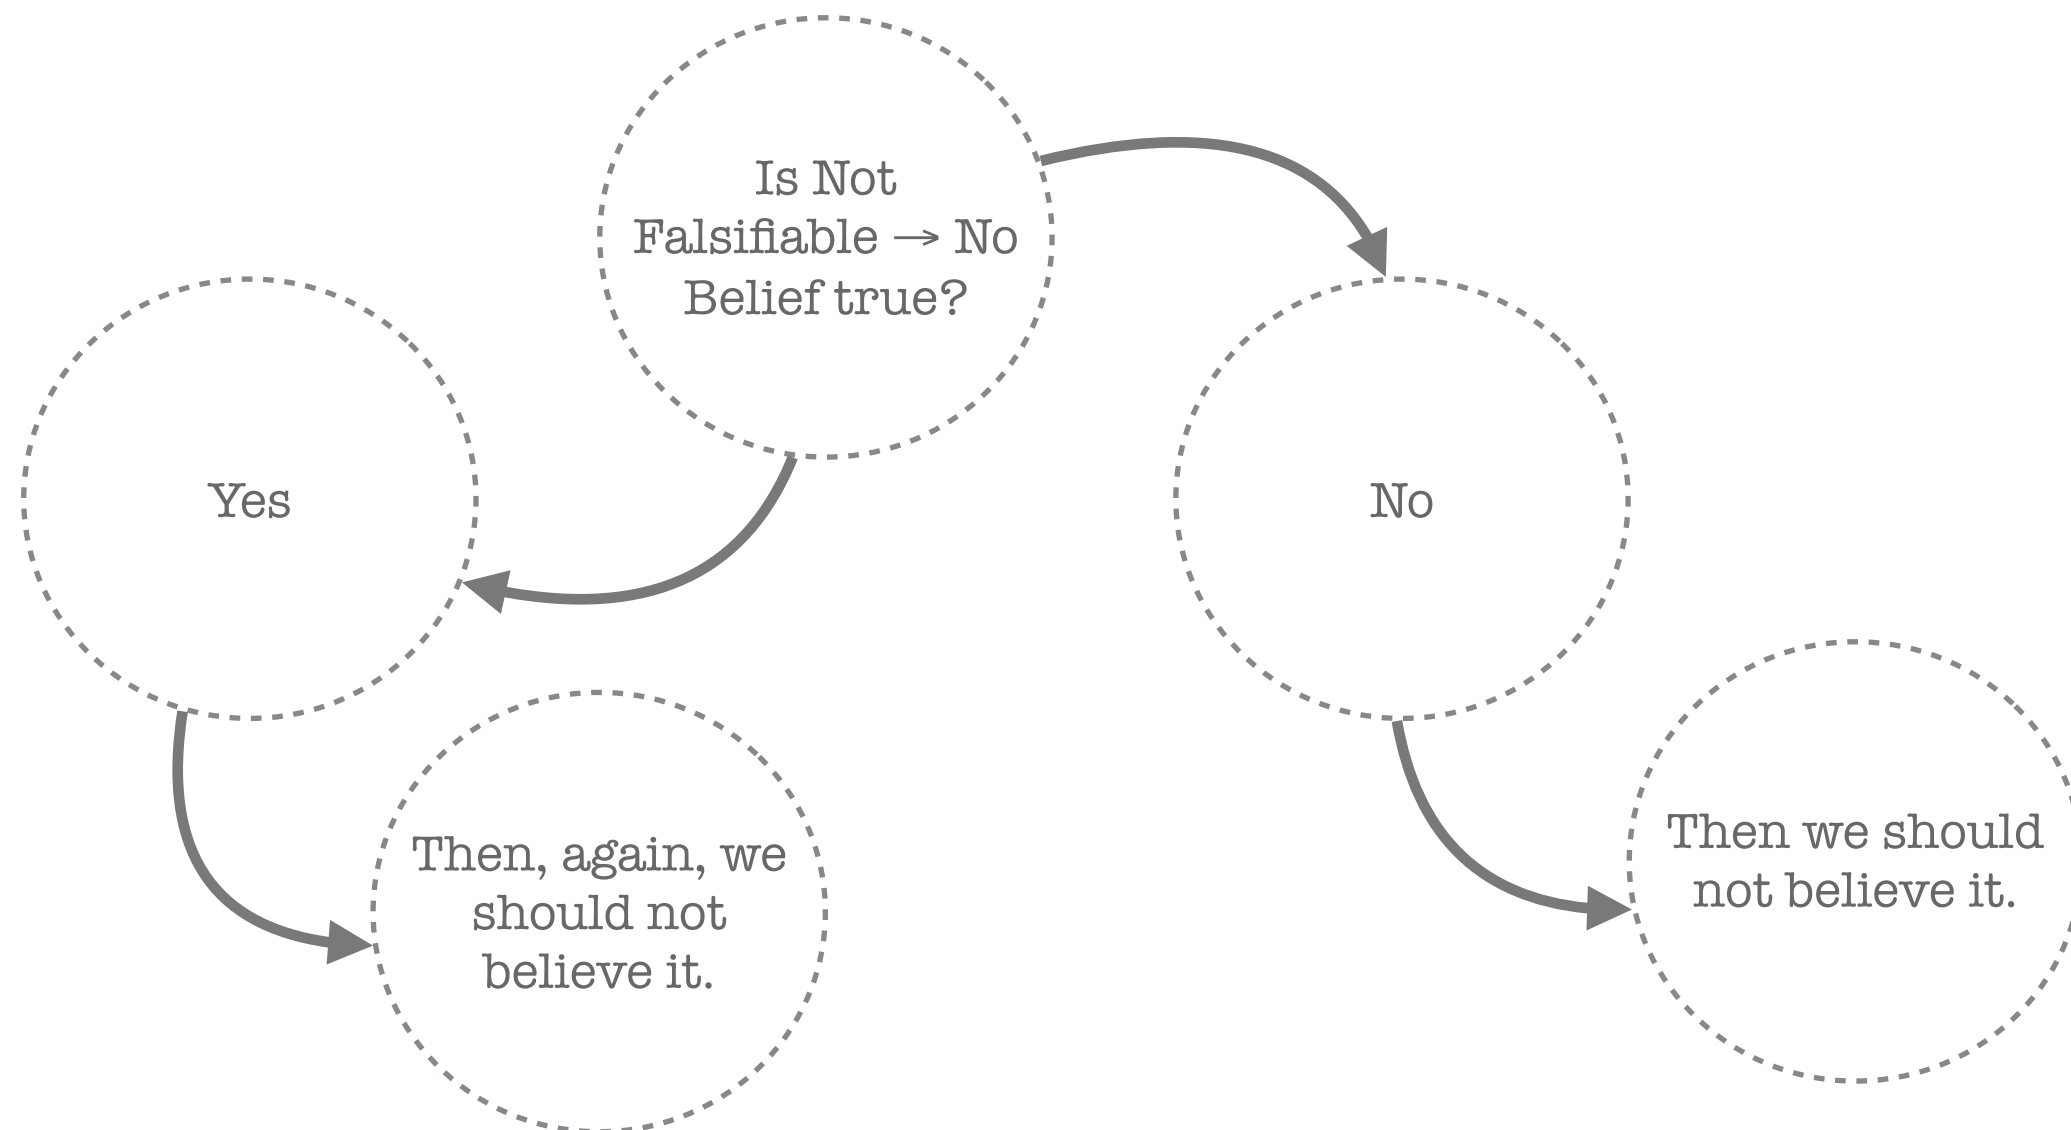 Is Not
Falsifiable → No
Belief true?
Yes
No
Then, again, we
should not
believe it.
Then we should
not believe it.